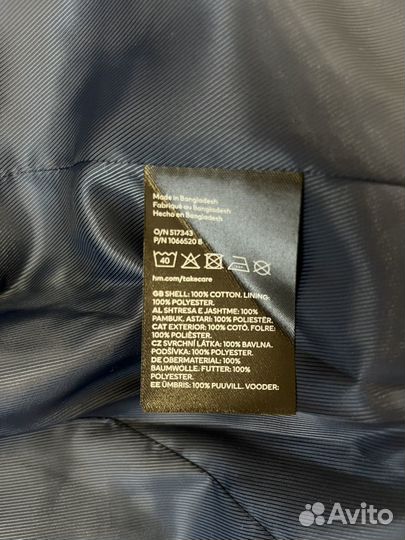 Made in Bangladesh
Fabriqué au Bangladesh
Hecho en Bangladesh
O/N 517343
P/N 1066520 B
40
hm.com/takecare
GB SHELL: 100% COTTON. LINING:
100% POLYESTER.
AL SHTRESA E JASHTME: 100%
PAMBUK. ASTARI: 100% POLIESTER.
CAT EXTERIOR: 100% COTÓ. FOLRE:
100% POLIÈSTER.
CZ SVRCHNÍ LÁTKA: 100% BAVLNA.
PODŠÍVKA: 100% POLYESTER.
DE OBERMATERIAL: 100%
BAUMWOLLE. FUTTER: 100%
POLYESTER.
EE ÜMBRIS: 100% PUUVILL. VOODER:
Avito